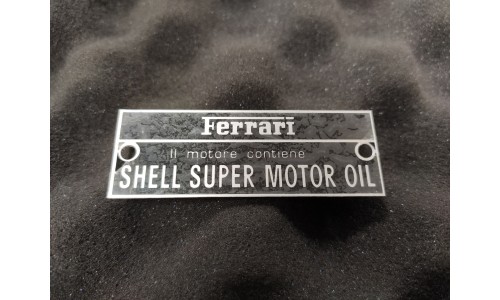 Ferrari
Il motore contiene
SHELL SUPER MOTOR OIL